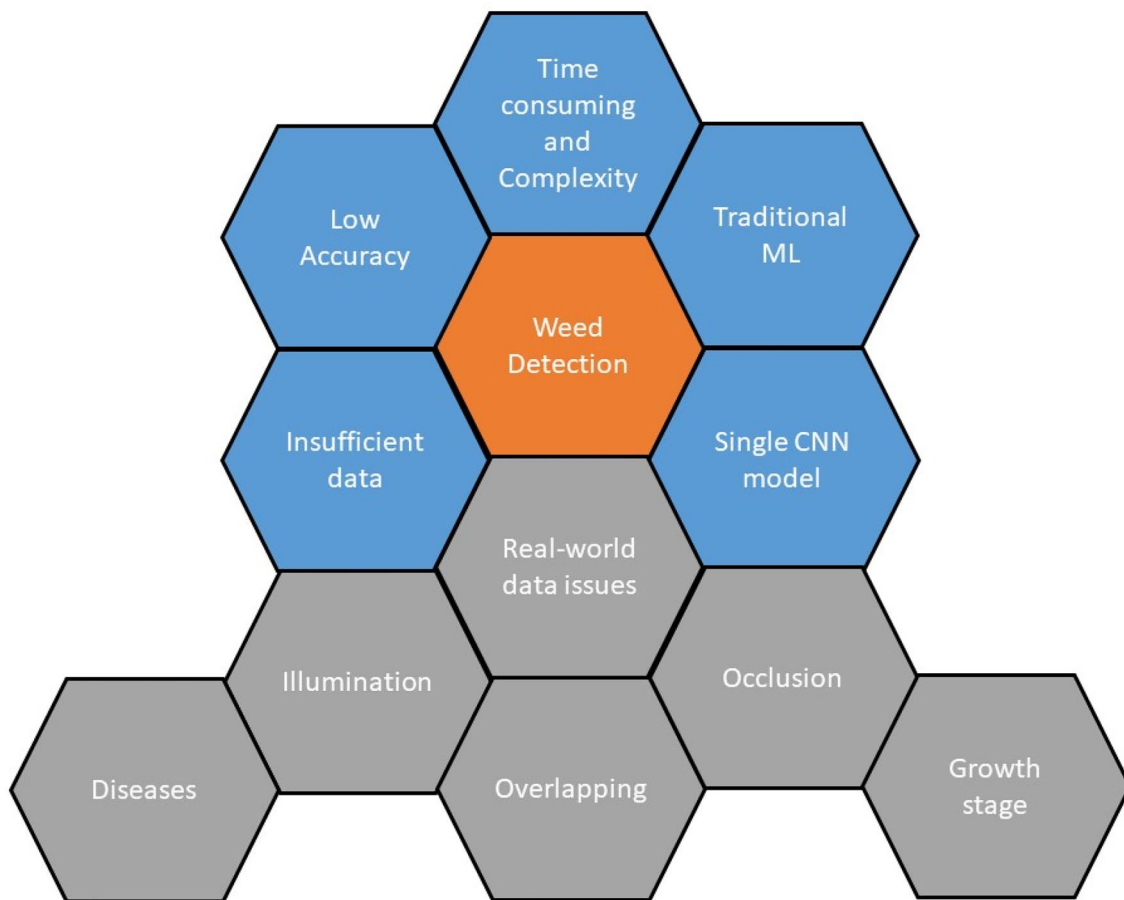 Time
consuming
and
Complexity
Low
Accuracy
Traditional
ML
Weed
Detection
Insufficient
data
Single CNN
model
Real-world
data issues
Illumination
Occlusion
Diseases
Overlapping
Growth
stage